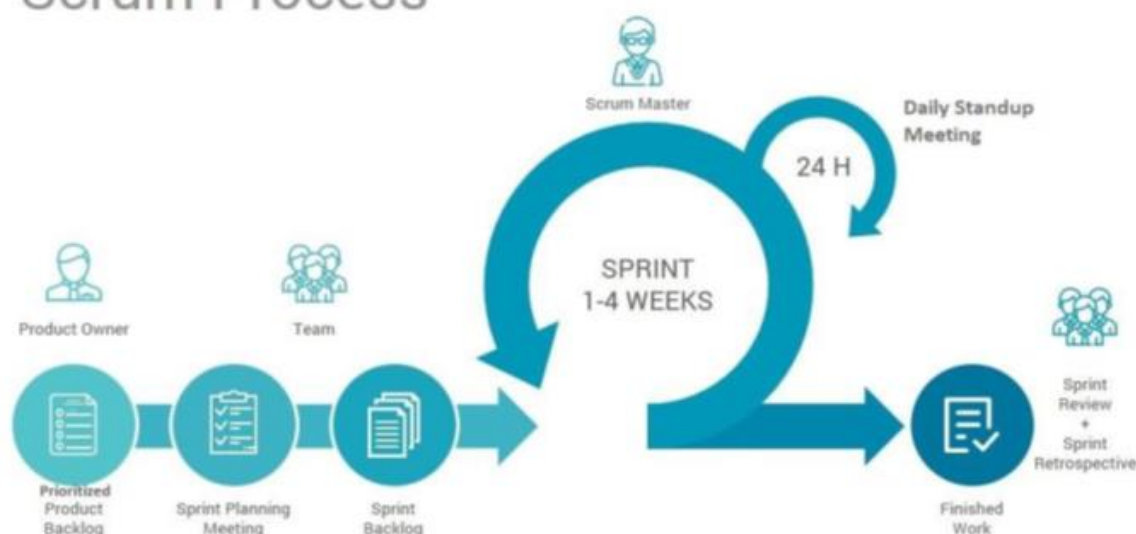 Scrum Process
Scrum Master
Daily Standup
Meeting
24 H
SPRINT
1-4 WEEKS
Product Owner
Team
Prioritized
Product
Backlog
Sprint Planning
Meeting
Sprint
Backlog
Finished
Work
Sprint
Review
+
Sprint
Retrospective